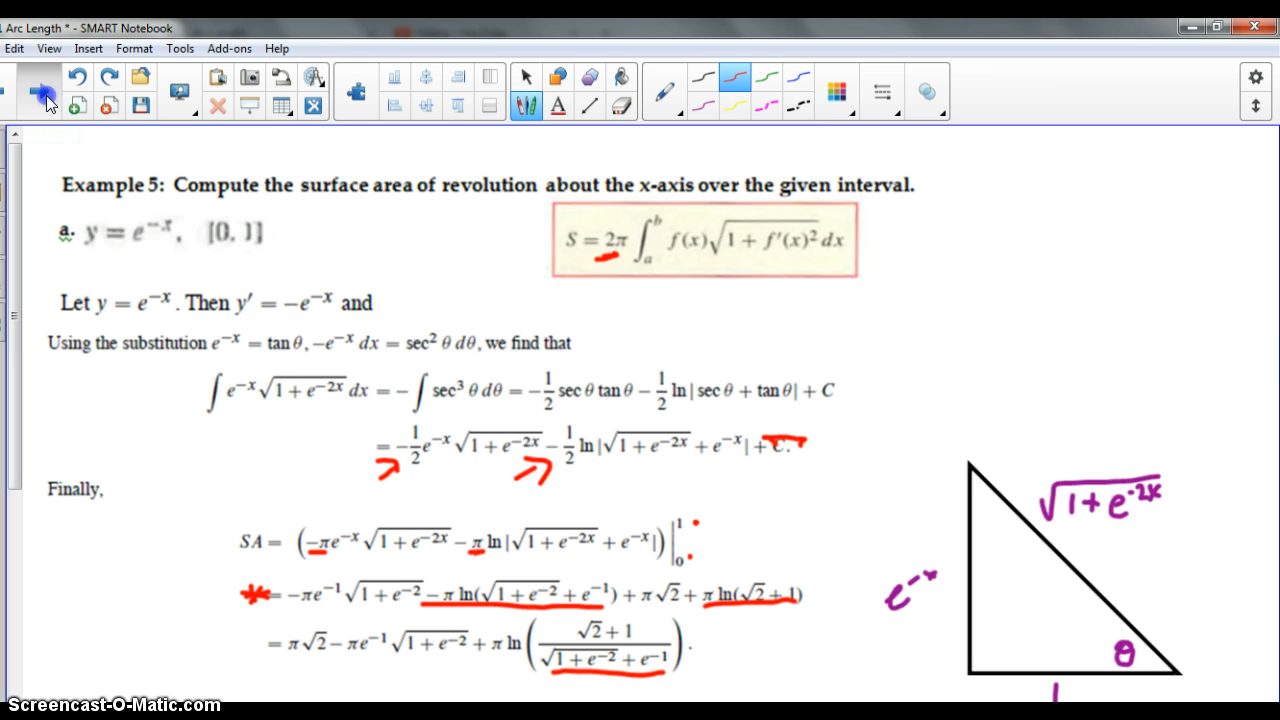 Arc Length * - SMART Notebook
Edit View Insert Format Tools Add-ons Help
Example 5: Compute the surface area of revolution about the x-axis over the given interval.
a. y = e^{-x}, [0, 1]
S = 2π ∫_a^b f(x)√(1 + f′(x)²) dx
Let y = e^{-x}. Then y′ = −e^{-x} and
Using the substitution e^{-x} = tan θ, −e^{-x} dx = sec² θ dθ, we find that
∫ e^{-x}√(1 + e^{-2x}) dx = −∫ sec³ θ dθ = −1/2 sec θ tan θ − 1/2 ln| sec θ + tan θ| + C
= −1/2 e^{-x}√(1 + e^{-2x}) − 1/2 ln|√(1 + e^{-2x}) + e^{-x}| + C.
Finally,
SA = (−πe^{-x}√(1 + e^{-2x}) − π ln|√(1 + e^{-2x}) + e^{-x}|)|_0^1
= −πe^{-1}√(1 + e^{-2}) − π ln(√(1 + e^{-2}) + e^{-1}) + π√2 + π ln(√2 + 1)
= π√2 − πe^{-1}√(1 + e^{-2}) + π ln((√2 + 1)/(√(1 + e^{-2}) + e^{-1})).
√(1 + e^{-2x})
e^{-x}
θ
1
Screencast-O-Matic.com